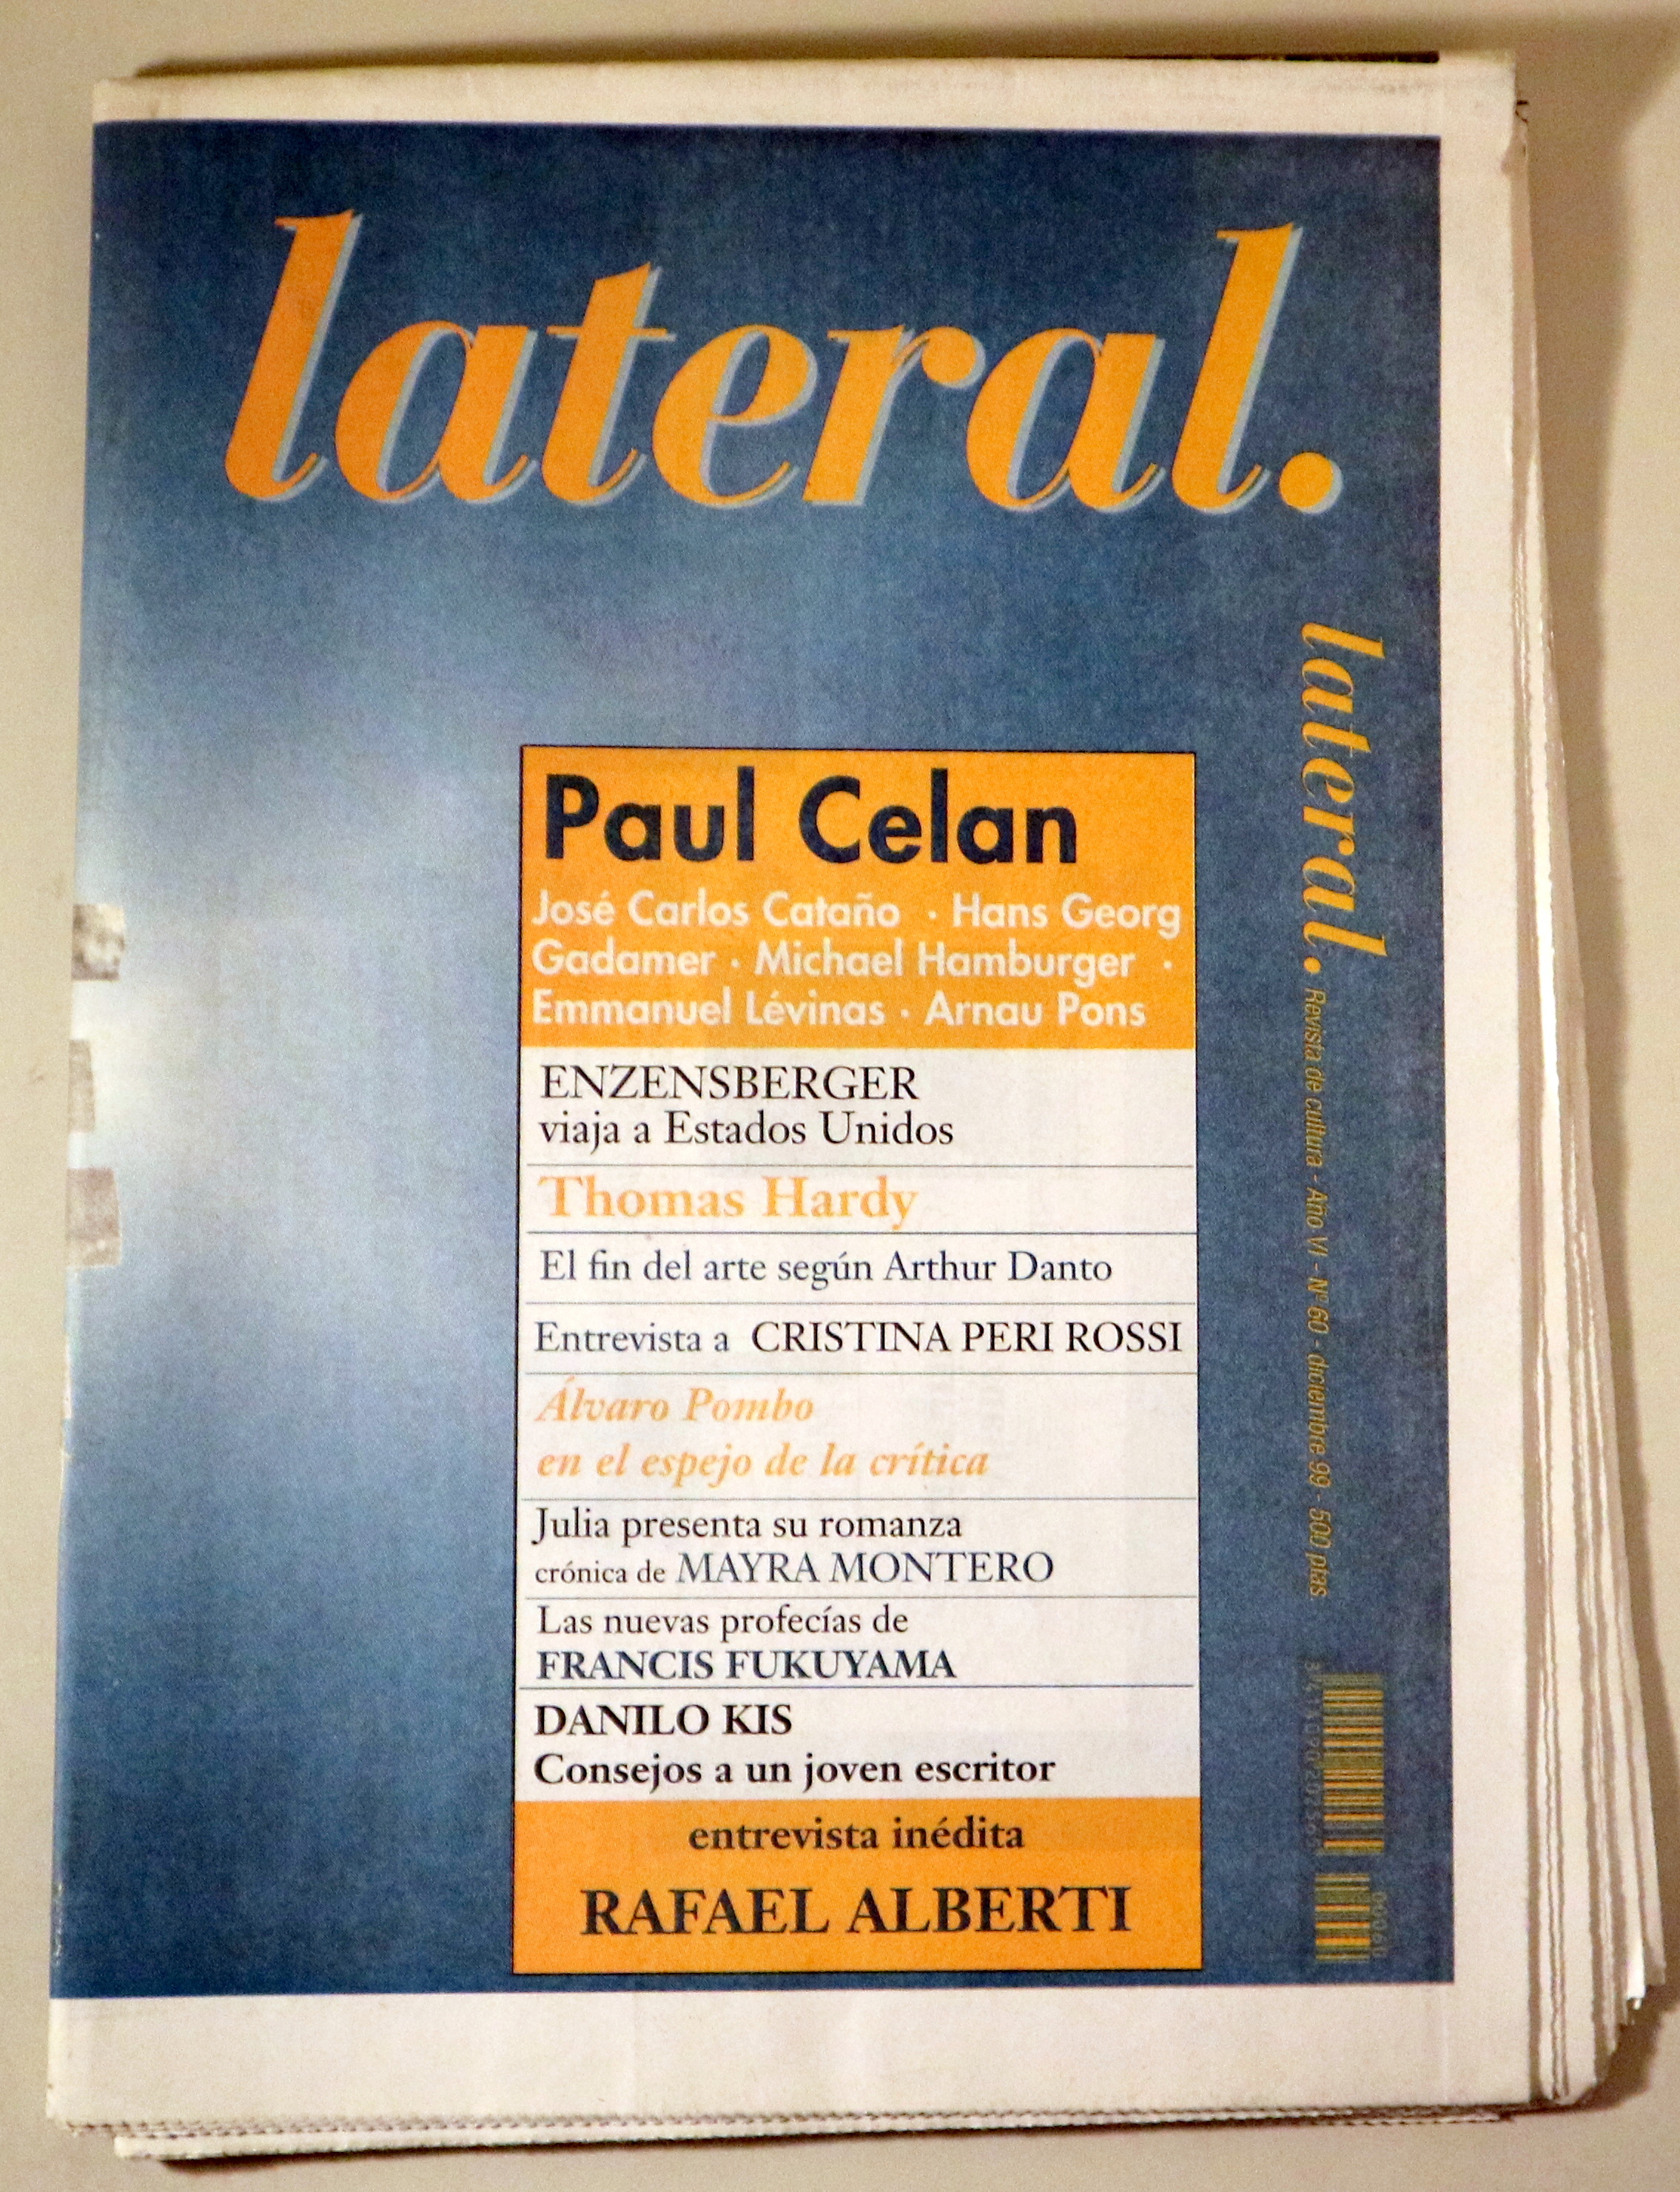 lateral.
lateral. Revista de cultura - Año VI - Nº 60 - diciembre 99 - 500 ptas.
Paul Celan
José Carlos Cataño · Hans Georg
Gadamer · Michael Hamburger ·
Emmanuel Lévinas · Arnau Pons
ENZENSBERGER
viaja a Estados Unidos
Thomas Hardy
El fin del arte según Arthur Danto
Entrevista a CRISTINA PERI ROSSI
Álvaro Pombo
en el espejo de la crítica
Julia presenta su romanza
crónica de MAYRA MONTERO
Las nuevas profecías de
FRANCIS FUKUYAMA
DANILO KIS
Consejos a un joven escritor
entrevista inédita
RAFAEL ALBERTI
00060